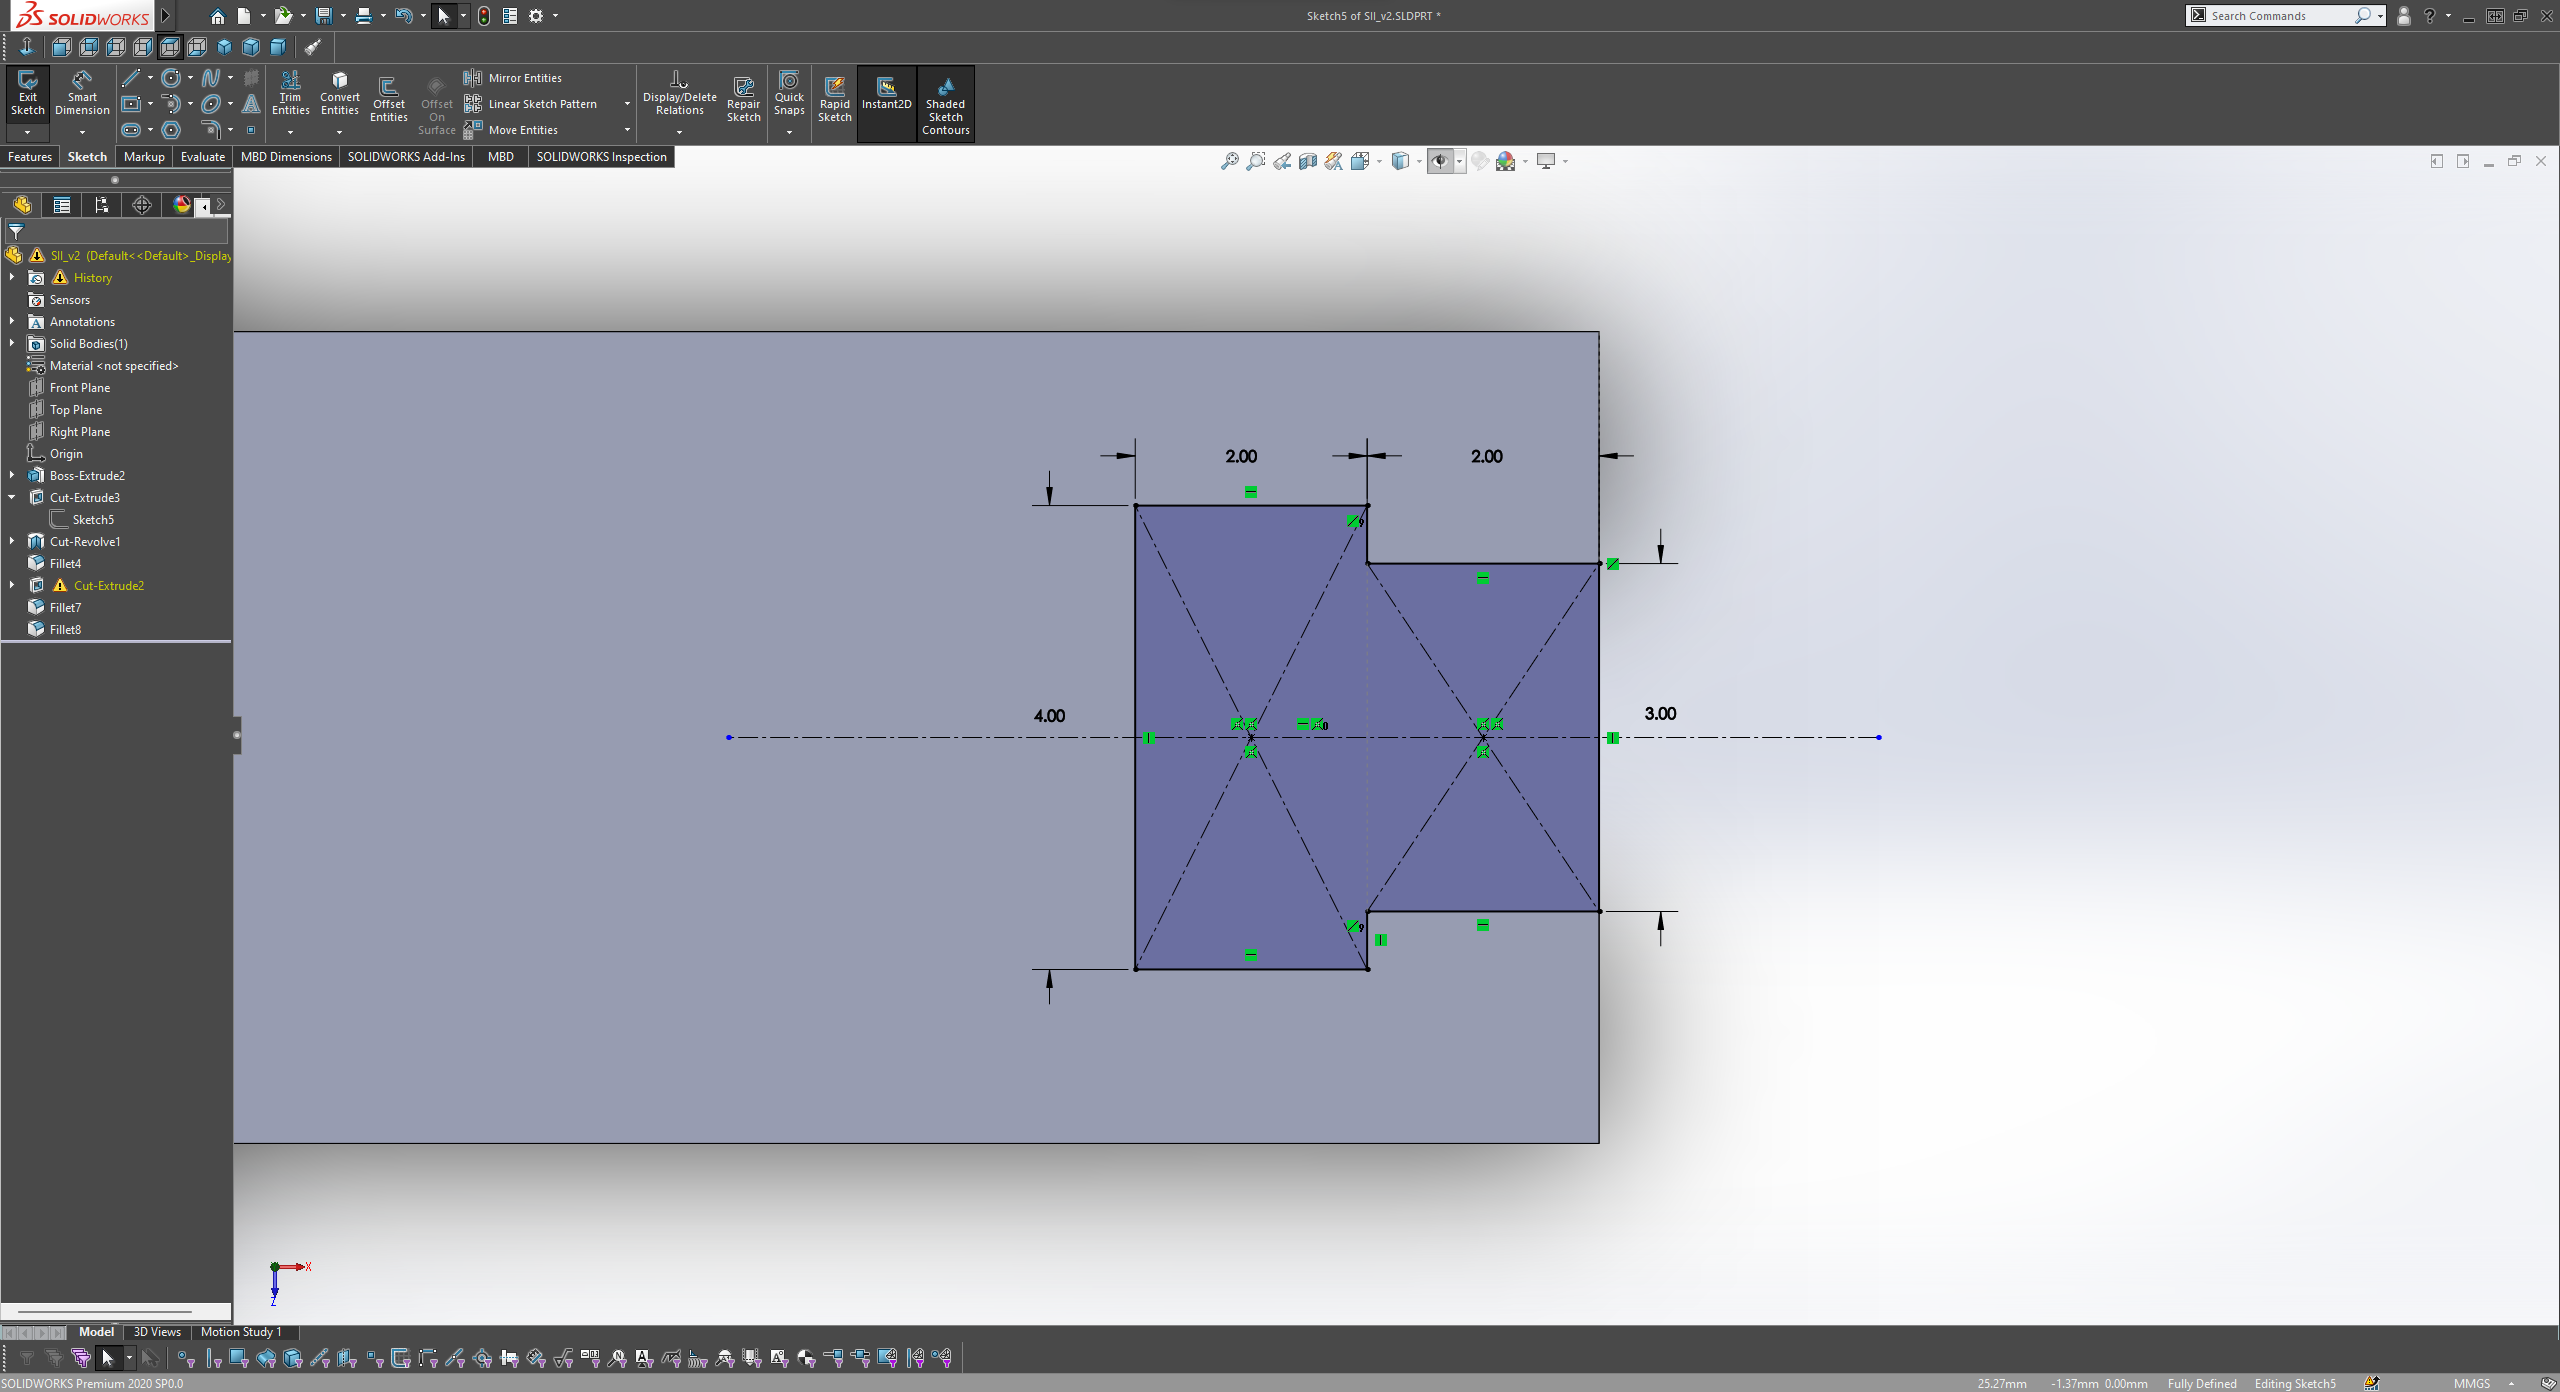 SOLIDWORKS
Sketch5 of SII_v2.SLDPRT *
Search Commands
Exit Sketch
Smart Dimension
Trim Entities
Convert Entities
Offset Entities
Offset On Surface
Mirror Entities
Linear Sketch Pattern
Move Entities
Display/Delete Relations
Repair Sketch
Quick Snaps
Rapid Sketch
Instant2D
Shaded Sketch Contours
Features Sketch Markup Evaluate MBD Dimensions SOLIDWORKS Add-Ins MBD SOLIDWORKS Inspection
SII_v2 (Default<<Default>_Display
History
Sensors
Annotations
Solid Bodies(1)
Material <not specified>
Front Plane
Top Plane
Right Plane
Origin
Boss-Extrude2
Cut-Extrude3
Sketch5
Cut-Revolve1
Fillet4
Cut-Extrude2
Fillet7
Fillet8
2.00 2.00
4.00
3.00
X
Z
Model 3D Views Motion Study 1
SOLIDWORKS Premium 2020 SP0.0
25.27mm -1.37mm 0.00mm Fully Defined Editing Sketch5 MMGS